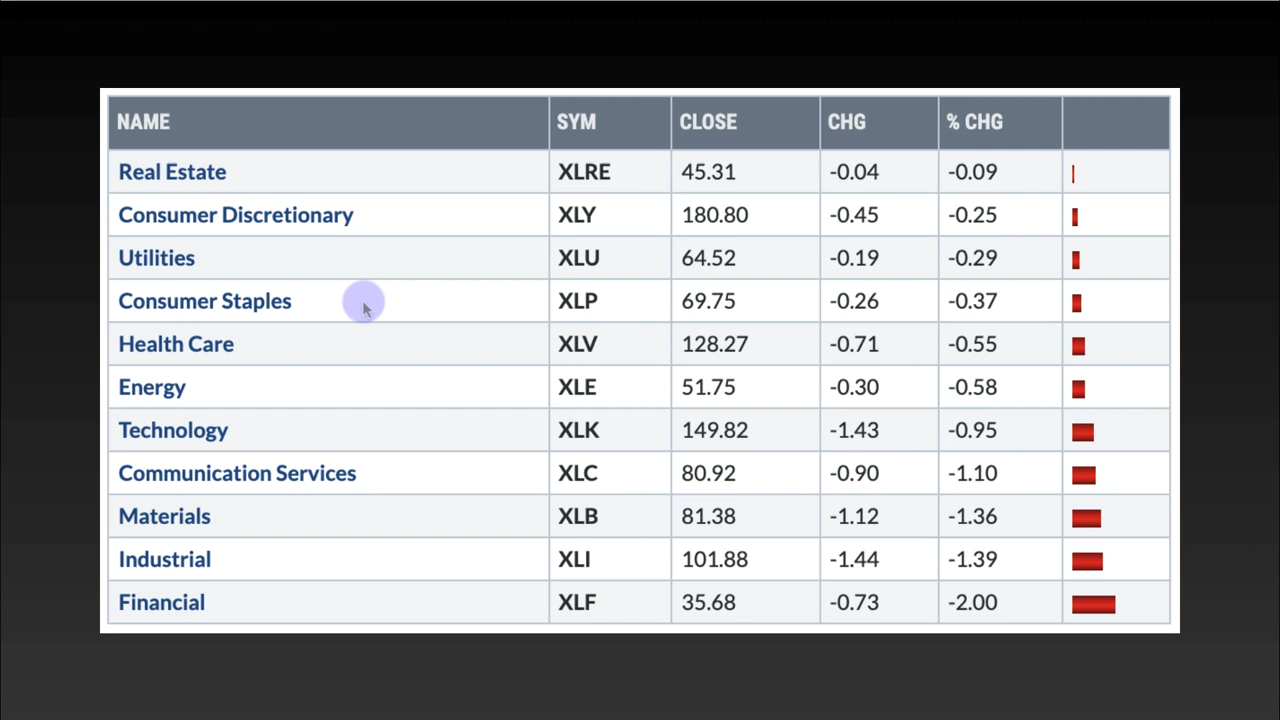 NAME SYM CLOSE CHG % CHG
Real Estate XLRE 45.31 -0.04 -0.09
Consumer Discretionary XLY 180.80 -0.45 -0.25
Utilities XLU 64.52 -0.19 -0.29
Consumer Staples XLP 69.75 -0.26 -0.37
Health Care XLV 128.27 -0.71 -0.55
Energy XLE 51.75 -0.30 -0.58
Technology XLK 149.82 -1.43 -0.95
Communication Services XLC 80.92 -0.90 -1.10
Materials XLB 81.38 -1.12 -1.36
Industrial XLI 101.88 -1.44 -1.39
Financial XLF 35.68 -0.73 -2.00